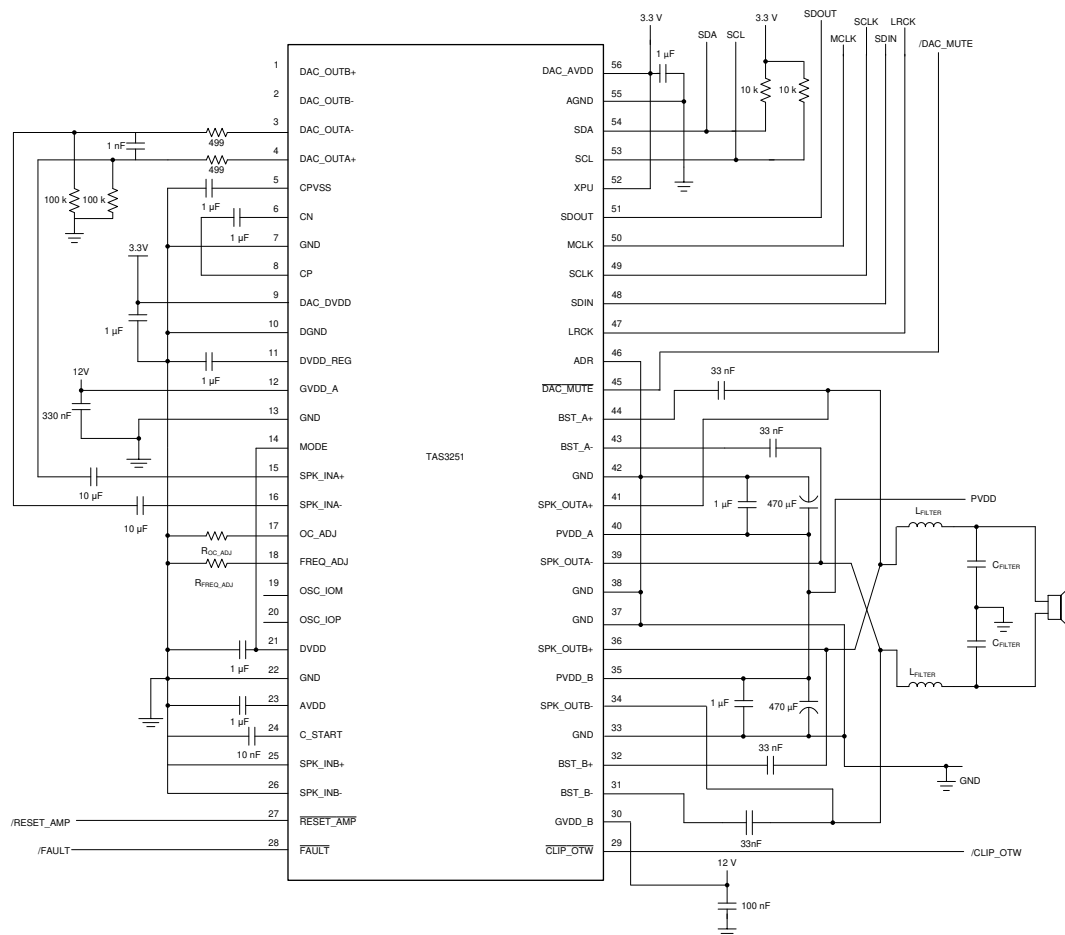 3.3 V
3.3 V
SDOUT
SCLK
LRCK
SDA
SCL
MCLK
SDIN
/DAC_MUTE
1 µF
10 k
10 k
1
DAC_OUTB+
2
DAC_OUTB-
3
DAC_OUTA-
499
1 nF
4
DAC_OUTA+
499
5
CPVSS
1 µF
100 k
100 k
6
CN
1 µF
7
GND
8
CP
3.3V
9
DAC_DVDD
1 µF
10
DGND
11
DVDD_REG
1 µF
12V
12
GVDD_A
330 nF
13
GND
14
MODE
15
SPK_INA+
10 µF
16
SPK_INA-
10 µF
17
OC_ADJ
ROC_ADJ
18
FREQ_ADJ
RFREQ_ADJ
19
OSC_IOM
20
OSC_IOP
21
DVDD
1 µF
22
GND
23
AVDD
1 µF
24
C_START
10 nF
25
SPK_INB+
26
SPK_INB-
/RESET_AMP
27
RESET_AMP
/FAULT
28
FAULT
TAS3251
DAC_AVDD
56
AGND
55
SDA
54
SCL
53
XPU
52
SDOUT
51
MCLK
50
SCLK
49
SDIN
48
LRCK
47
ADR
46
DAC_MUTE
45
33 nF
BST_A+
44
BST_A-
43
33 nF
GND
42
SPK_OUTA+
41
1 µF
470 µF
PVDD
PVDD_A
40
SPK_OUTA-
39
GND
38
GND
37
SPK_OUTB+
36
LFILTER
CFILTER
CFILTER
LFILTER
PVDD_B
35
SPK_OUTB-
34
1 µF
470 µF
GND
33
33 nF
BST_B+
32
GND
BST_B-
31
GVDD_B
30
33nF
CLIP_OTW
29
/CLIP_OTW
12 V
100 nF